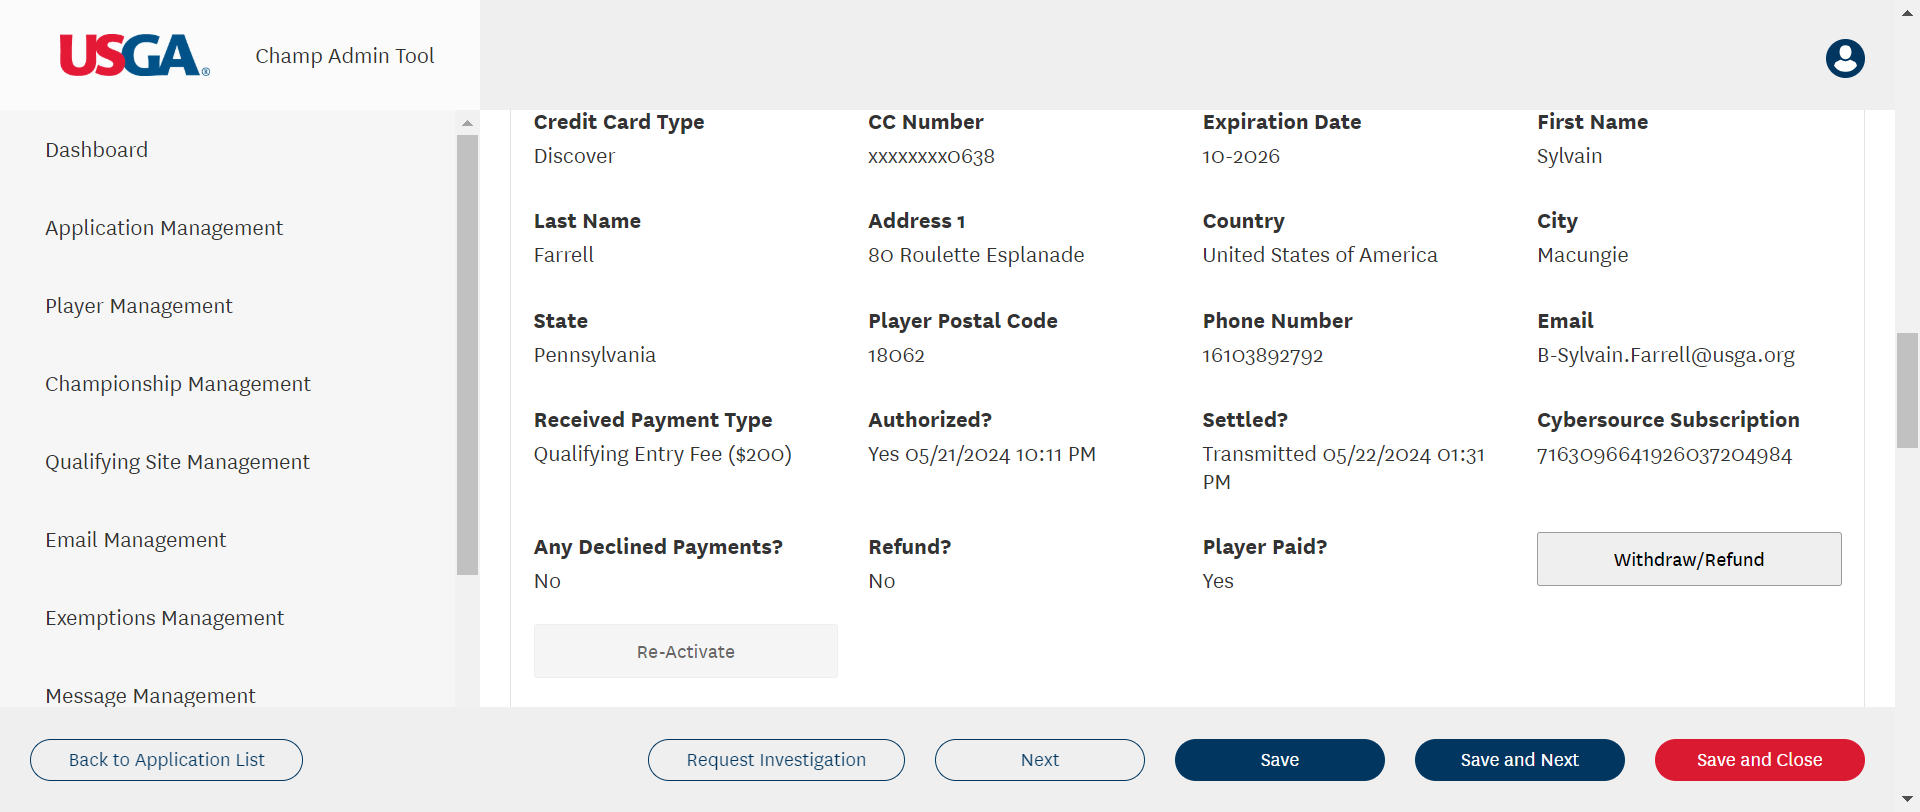 USGA®
Champ Admin Tool
Dashboard
Application Management
Player Management
Championship Management
Qualifying Site Management
Email Management
Exemptions Management
Message Management
Credit Card Type
Discover
CC Number
xxxxxxxx0638
Expiration Date
10-2026
First Name
Sylvain
Last Name
Farrell
Address 1
80 Roulette Esplanade
Country
United States of America
City
Macungie
State
Pennsylvania
Player Postal Code
18062
Phone Number
16103892792
Email
B-Sylvain.Farrell@usga.org
Received Payment Type
Qualifying Entry Fee ($200)
Authorized?
Yes 05/21/2024 10:11 PM
Settled?
Transmitted 05/22/2024 01:31
PM
Cybersource Subscription
7163096641926037204984
Any Declined Payments?
No
Refund?
No
Player Paid?
Yes
Withdraw/Refund
Re-Activate
Back to Application List
Request Investigation
Next
Save
Save and Next
Save and Close